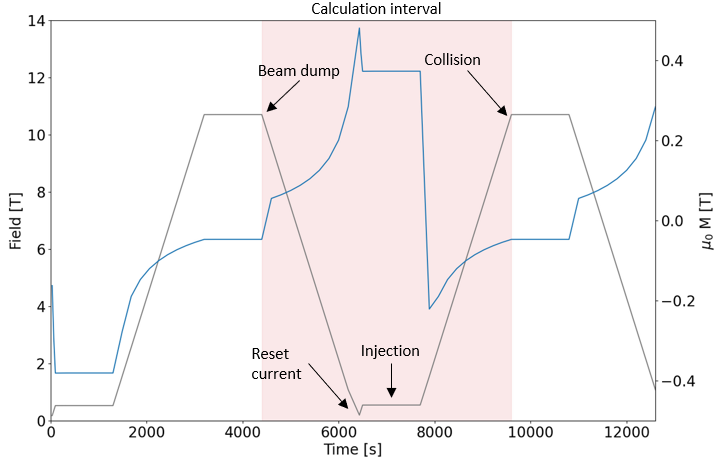 Calculation interval
14
12
10
8
6
4
2
0
Field [T]
Beam dump
Collision
Reset
current
Injection
0.4
0.2
0.0
−0.2
−0.4
μ0 M [T]
0
2000
4000
6000
8000
10000
12000
Time [s]